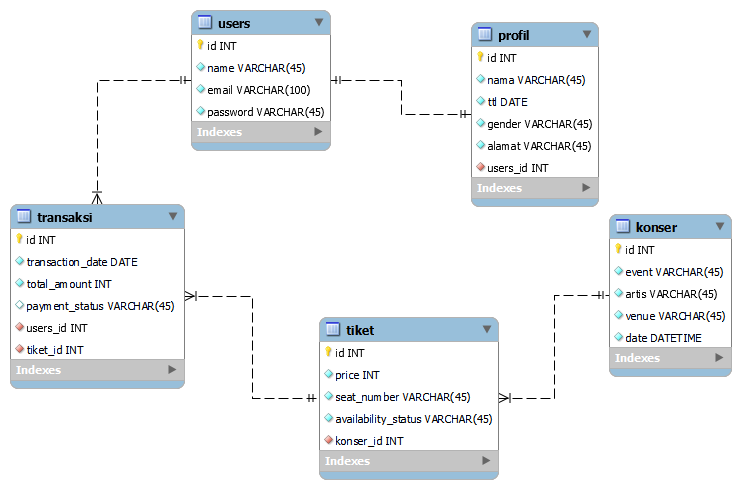 users
id INT
name VARCHAR(45)
email VARCHAR(100)
password VARCHAR(45)
Indexes
profil
id INT
nama VARCHAR(45)
ttl DATE
gender VARCHAR(45)
alamat VARCHAR(45)
users_id INT
Indexes
transaksi
id INT
transaction_date DATE
total_amount INT
payment_status VARCHAR(45)
users_id INT
tiket_id INT
Indexes
konser
id INT
event VARCHAR(45)
artis VARCHAR(45)
venue VARCHAR(45)
date DATETIME
Indexes
tiket
id INT
price INT
seat_number VARCHAR(45)
availability_status VARCHAR(45)
konser_id INT
Indexes